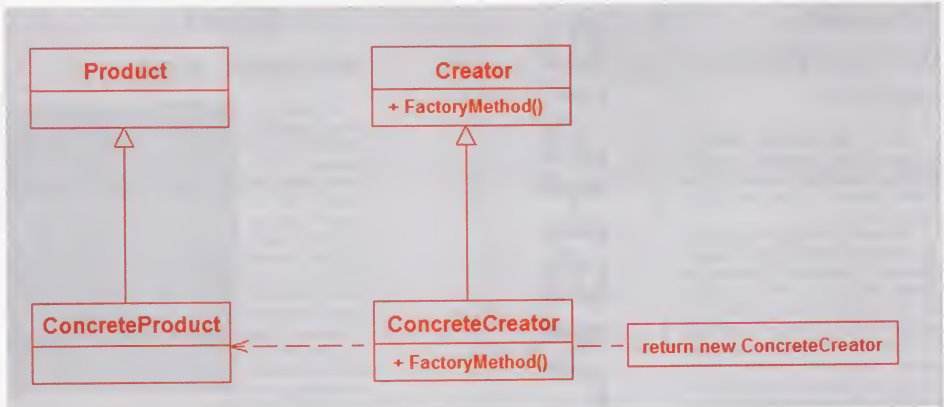 Product
Creator
+ FactoryMethod()
ConcreteProduct
ConcreteCreator
+ FactoryMethod()
return new ConcreteCreator